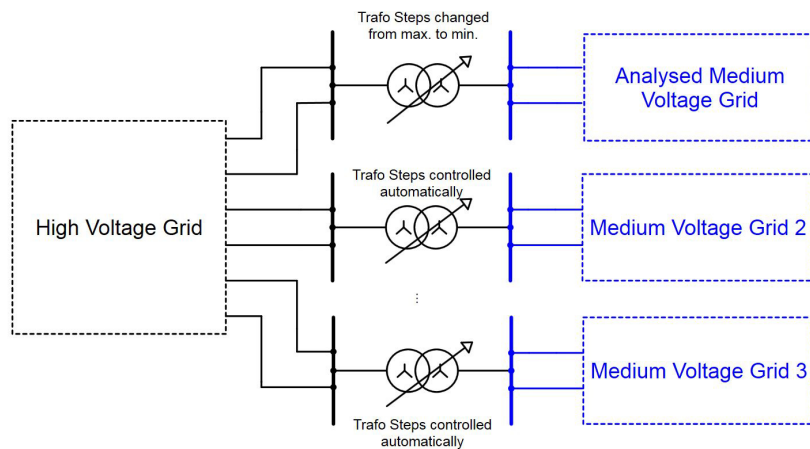 Trafo Steps changed
from max. to min.
Analysed Medium
Voltage Grid
High Voltage Grid
Trafo Steps controlled
automatically
Medium Voltage Grid 2
...
Medium Voltage Grid 3
Trafo Steps controlled
automatically